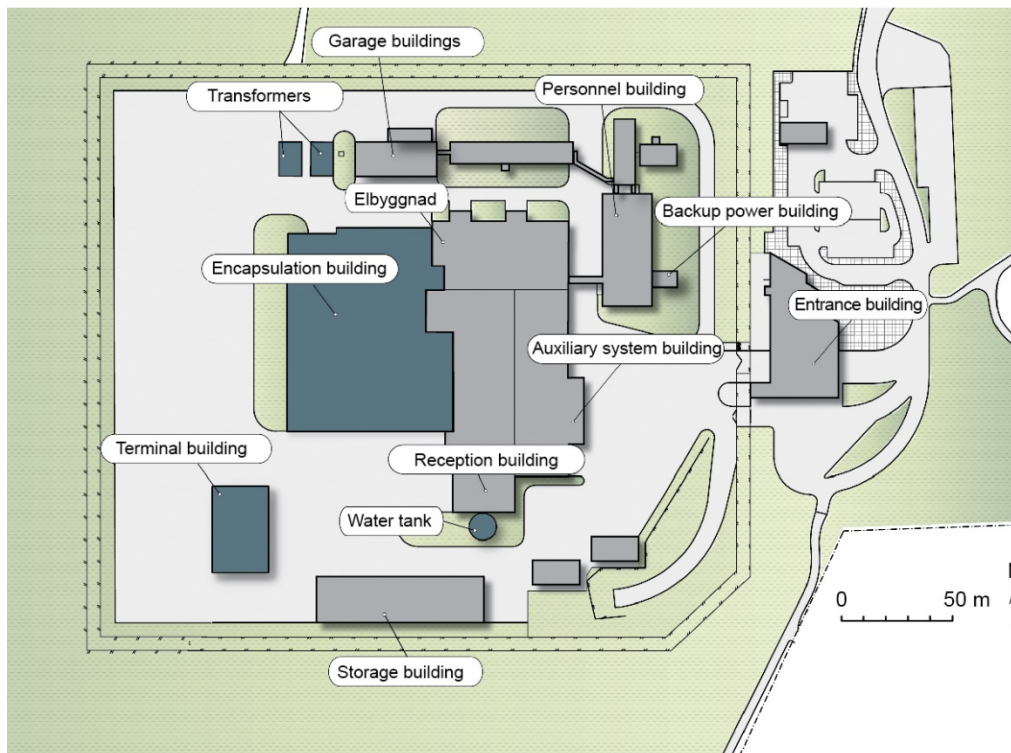 Garage buildings
Transformers
Personnel building
Elbyggnad
Backup power building
Encapsulation building
Entrance building
Auxiliary system building
Terminal building
Reception building
Water tank
0 50 m
Storage building